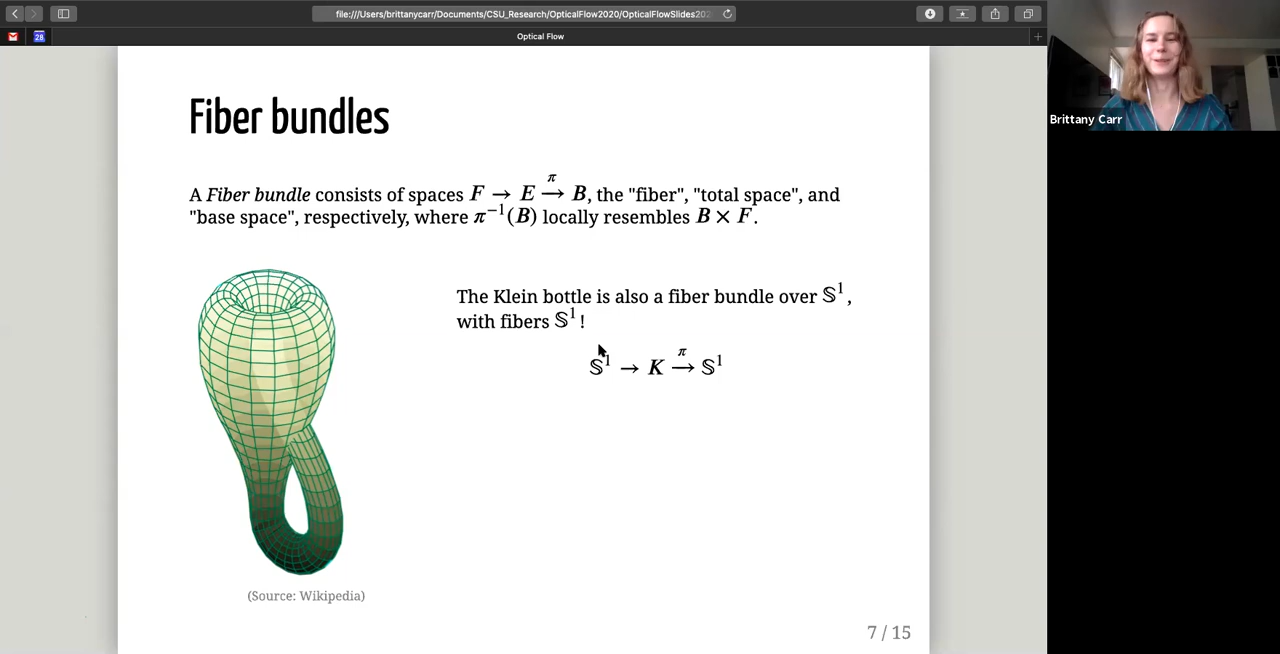 file:///Users/brittanycarr/Documents/CSU_Research/OpticalFlow2020/OpticalFlowSlides202
28
Optical Flow
Brittany Carr
Fiber bundles
A Fiber bundle consists of spaces F → E →π B, the "fiber", "total space", and
"base space", respectively, where π⁻¹(B) locally resembles B × F.
The Klein bottle is also a fiber bundle over 𝕊¹,
with fibers 𝕊¹!
𝕊¹ → K →π 𝕊¹
(Source: Wikipedia)
7 / 15